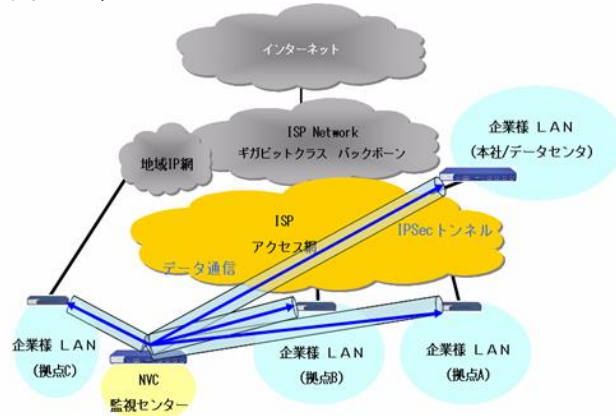 インターネット
ISP Network
ギガビットクラス バックボーン
地域IP網
企業様 LAN
(本社/データセンタ)
ISP
アクセス網
IPSecトンネル
データ通信
企業様 LAN
(拠点C)
NVC
監視センター
企業様 LAN
(拠点B)
企業様 LAN
(拠点A)